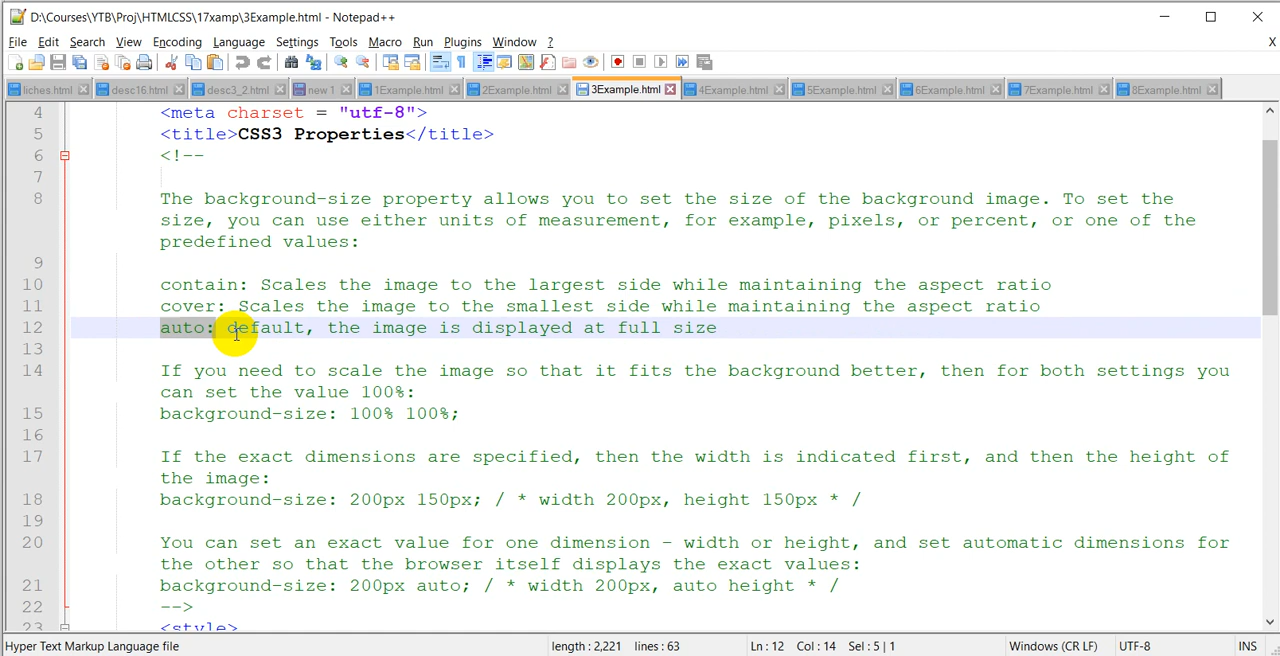 D:\Courses\YTB\Proj\HTMLCSS\17xamp\3Example.html - Notepad++
File Edit Search View Encoding Language Settings Tools Macro Run Plugins Window ? X
liches.html desc16.html desc3_2.html new 1 1Example.html 2Example.html 3Example.html 4Example.html 5Example.html 6Example.html 7Example.html 8Example.html
4 <meta charset = "utf-8">
5 <title>CSS3 Properties</title>
6 <!--
7
8 The background-size property allows you to set the size of the background image. To set the
size, you can use either units of measurement, for example, pixels, or percent, or one of the
predefined values:
9
10 contain: Scales the image to the largest side while maintaining the aspect ratio
11 cover: Scales the image to the smallest side while maintaining the aspect ratio
12 auto: default, the image is displayed at full size
13
14 If you need to scale the image so that it fits the background better, then for both settings you
can set the value 100%:
15 background-size: 100% 100%;
16
17 If the exact dimensions are specified, then the width is indicated first, and then the height of
the image:
18 background-size: 200px 150px; / * width 200px, height 150px * /
19
20 You can set an exact value for one dimension - width or height, and set automatic dimensions for
the other so that the browser itself displays the exact values:
21 background-size: 200px auto; / * width 200px, auto height * /
22 -->
23 <style>
Hyper Text Markup Language file length : 2,221 lines : 63 Ln : 12 Col : 14 Sel : 5 | 1 Windows (CR LF) UTF-8 INS